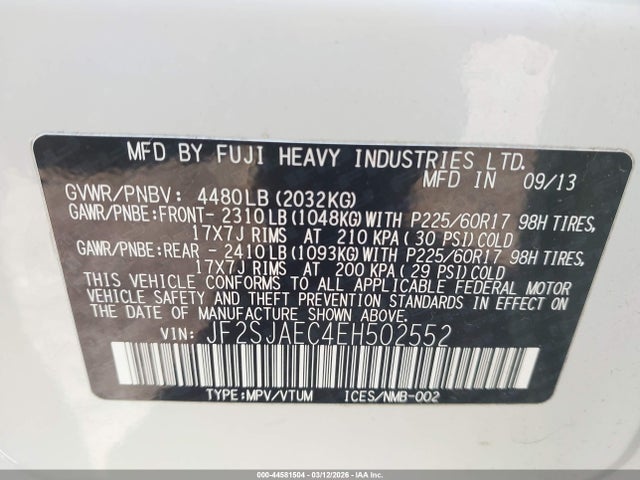 MFD BY FUJI HEAVY INDUSTRIES LTD.
MFD IN 09/13
GVWR/PNBV: 4480LB (2032KG)
GAWR/PNBE:FRONT- 2310LB (1048KG) WITH P225/60R17 98H TIRES,
17X7J RIMS AT 210 KPA( 30 PSI) COLD
GAWR/PNBE:REAR - 2410LB (1093KG) WITH P225/60R17 98H TIRES,
17X7J RIMS AT 200 KPA( 29 PSI) COLD
THIS VEHICLE CONFORMS TO ALL APPLICABLE FEDERAL MOTOR
VEHICLE SAFETY AND THEFT PREVENTION STANDARDS IN EFFECT ON
THE DATE OF MANUFACTURE SHOWN ABOVE.
VIN: JF2SJAEC4EH502552
TYPE:MPV/VTUM ICES/NMB-002
000-44581504 - 03/12/2026 - COPYRIGHT © 2026 IAA